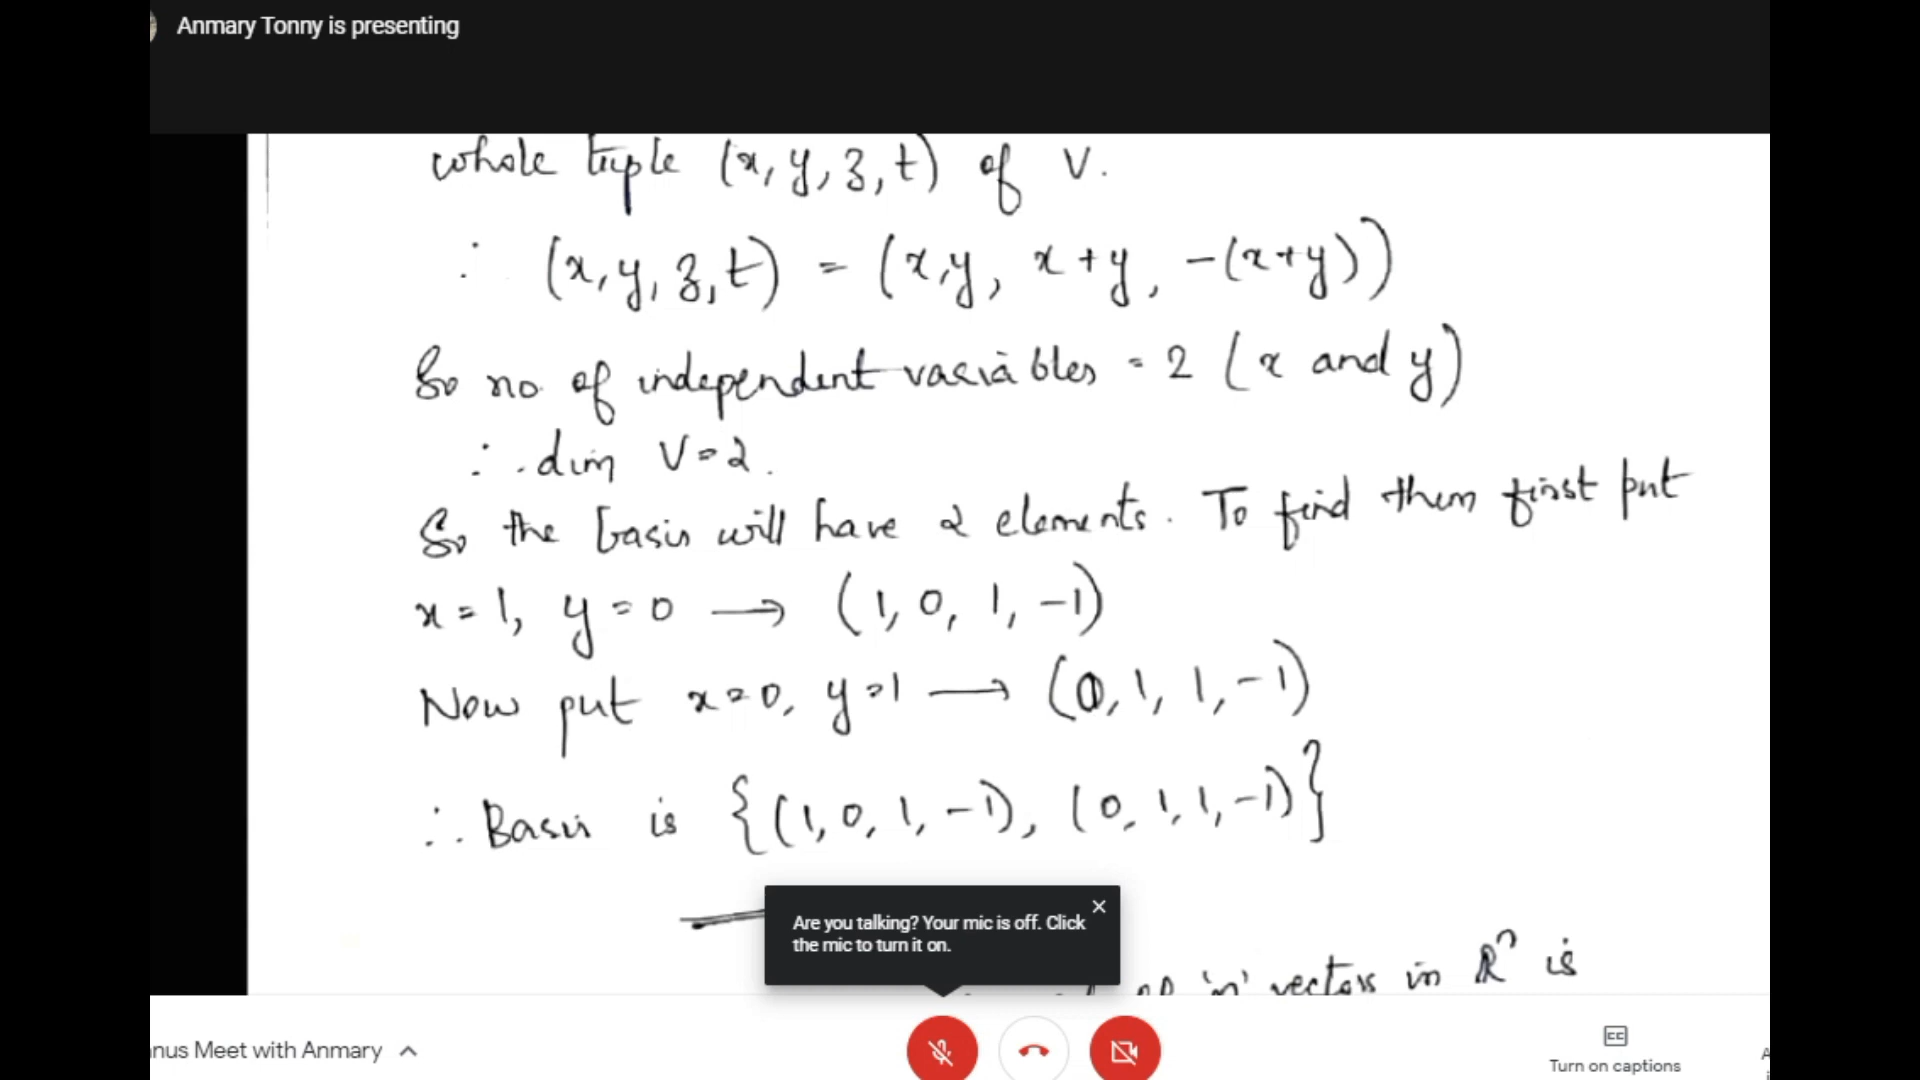 Anmary Tonny is presenting
whole tuple (x, y, z, t) of V.
∴ (x, y, z, t) = (x, y, x+y, -(x+y))
So no. of independent variables = 2 (x and y)
∴ dim V=2.
So the basis will have 2 elements. To find them first put
x=1, y=0 → (1, 0, 1, -1)
Now put x=0, y=1 → (0, 1, 1, -1)
∴ Basis is {(1, 0, 1, -1), (0, 1, 1, -1)}
Are you talking? Your mic is off. Click
the mic to turn it on.
'n' vectors in ℝⁿ is
Meet with Anmary
Turn on captions